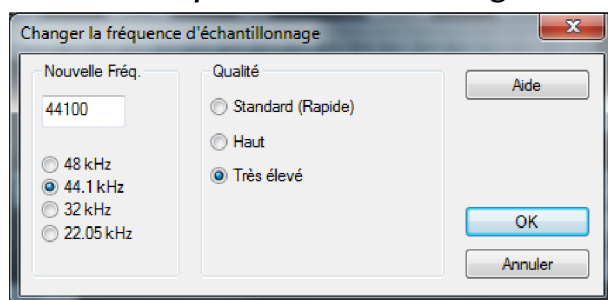 Changer la fréquence d'échantillonnage
Nouvelle Fréq.
44100
48 kHz
44.1 kHz
32 kHz
22.05 kHz
Qualité
Standard (Rapide)
Haut
Très élevé
Aide
OK
Annuler